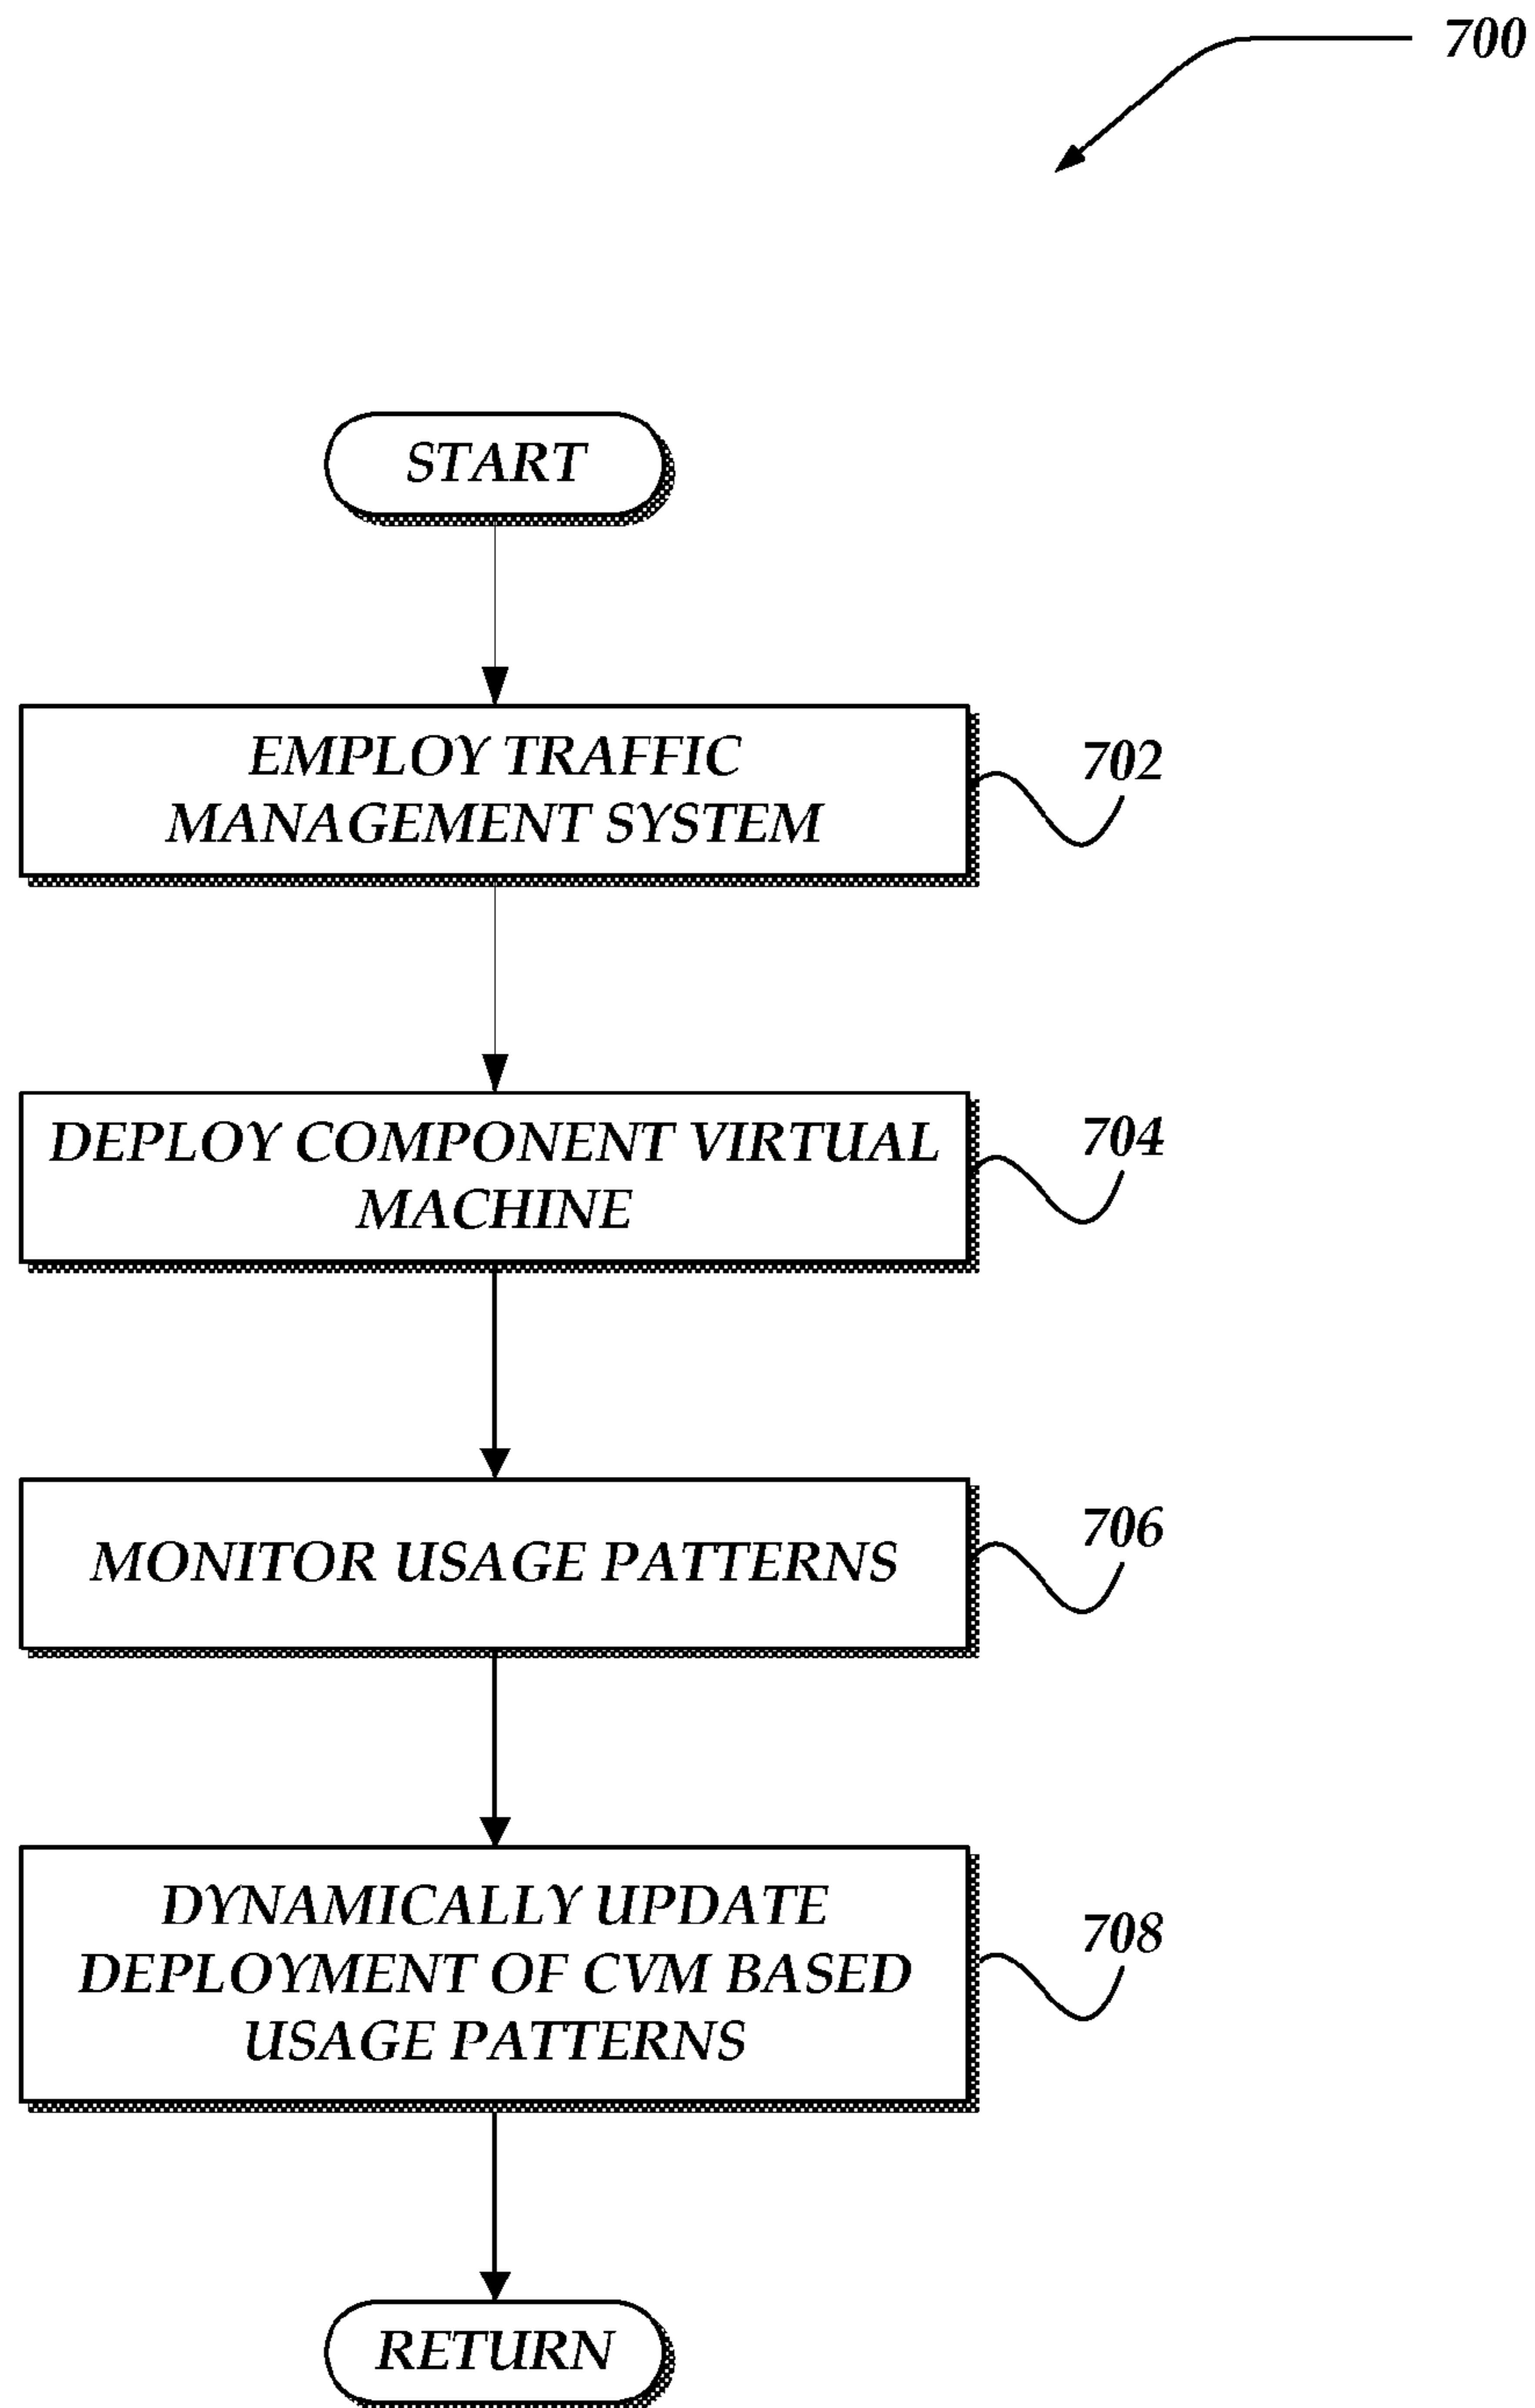 700
START
EMPLOY TRAFFIC
MANAGEMENT SYSTEM
702
DEPLOY COMPONENT VIRTUAL
MACHINE
704
MONITOR USAGE PATTERNS
706
DYNAMICALLY UPDATE
DEPLOYMENT OF CVM BASED
USAGE PATTERNS
708
RETURN